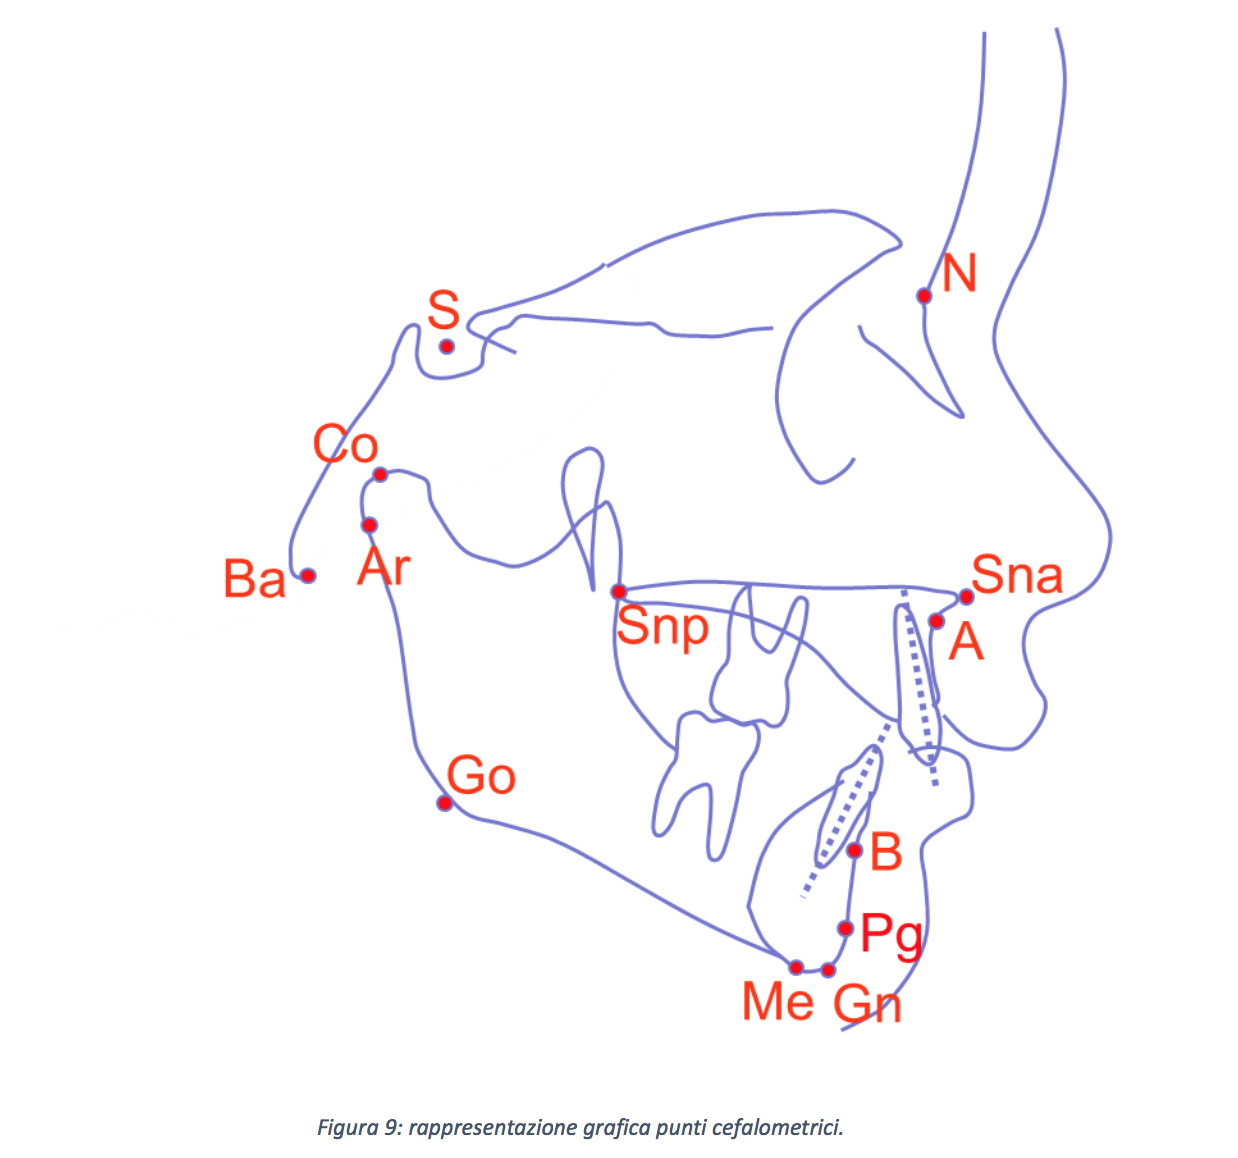 N
S
Co
Ba
Ar
Sna
Snp
A
Go
B
Pg
Me
Gn
Figura 9: rappresentazione grafica punti cefalometrici.